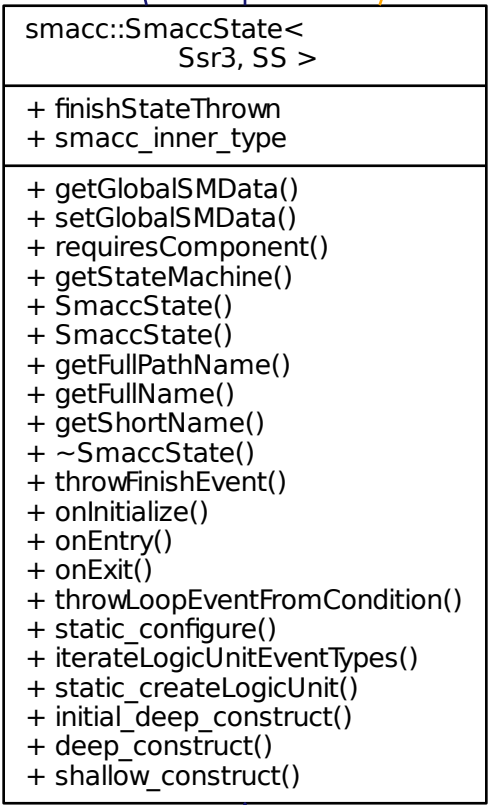 smacc::SmaccState<
Ssr3, SS >
+ finishStateThrown
+ smacc_inner_type
+ getGlobalSMData()
+ setGlobalSMData()
+ requiresComponent()
+ getStateMachine()
+ SmaccState()
+ SmaccState()
+ getFullPathName()
+ getFullName()
+ getShortName()
+ ~SmaccState()
+ throwFinishEvent()
+ onInitialize()
+ onEntry()
+ onExit()
+ throwLoopEventFromCondition()
+ static_configure()
+ iterateLogicUnitEventTypes()
+ static_createLogicUnit()
+ initial_deep_construct()
+ deep_construct()
+ shallow_construct()